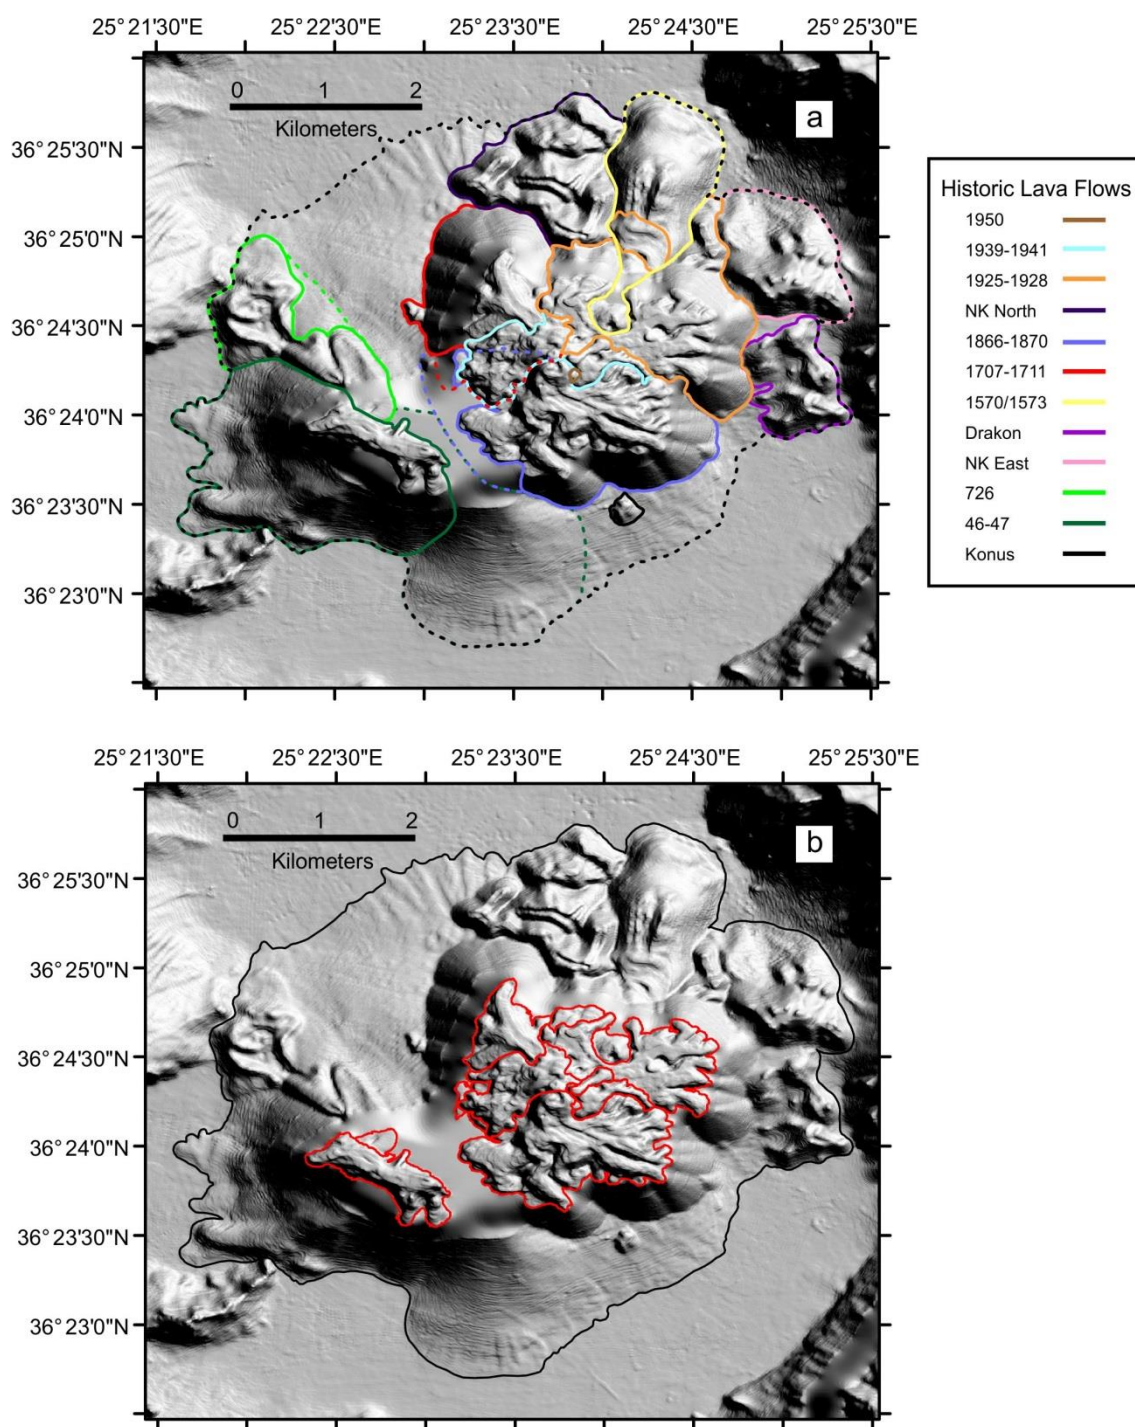 25°21'30"E 25°22'30"E 25°23'30"E 25°24'30"E 25°25'30"E
0 1 2
Kilometers
a
36°25'30"N
36°25'0"N
36°24'30"N
36°24'0"N
36°23'30"N
36°23'0"N
Historic Lava Flows
1950
1939-1941
1925-1928
NK North
1866-1870
1707-1711
1570/1573
Drakon
NK East
726
46-47
Konus
25°21'30"E 25°22'30"E 25°23'30"E 25°24'30"E 25°25'30"E
0 1 2
Kilometers
b
36°25'30"N
36°25'0"N
36°24'30"N
36°24'0"N
36°23'30"N
36°23'0"N